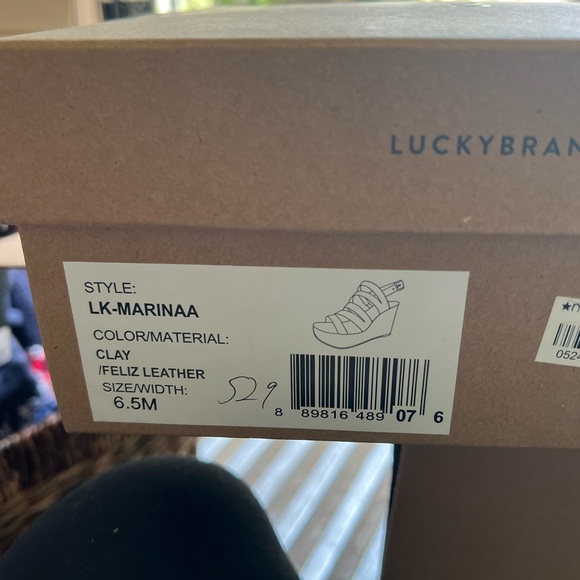 LUCKYBRAN
STYLE:
LK-MARINAA
COLOR/MATERIAL:
CLAY
/FELIZ LEATHER
SIZE/WIDTH:
6.5M
529
8 89816 489 07 6
0524